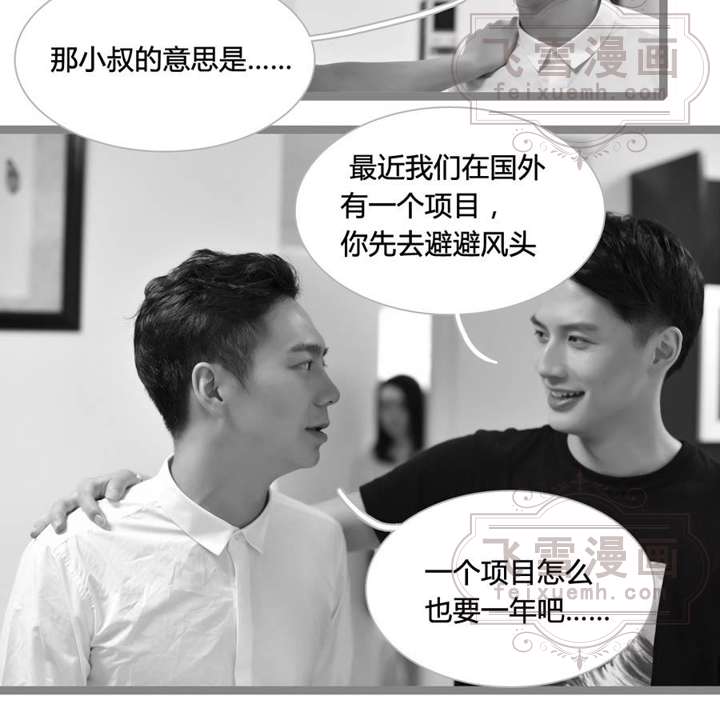 那小叔的意思是……
飞雪漫画
feixuemh.com
最近我们在国外
有一个项目，
你先去避避风头
一个项目怎么
也要一年吧……
飞雪漫画
feixuemh.com